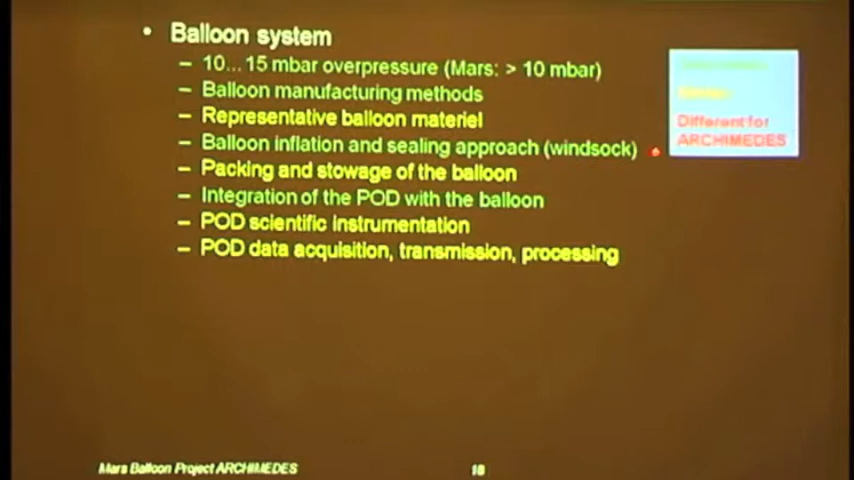 • Balloon system
– 10... 15 mbar overpressure (Mars: > 10 mbar)
– Balloon manufacturing methods
– Representative balloon materiel
– Balloon inflation and sealing approach (windsock)
– Packing and stowage of the balloon
– Integration of the POD with the balloon
– POD scientific instrumentation
– POD data acquisition, transmission, processing
Different for
ARCHIMEDES
Mars Balloon Project ARCHIMEDES
18